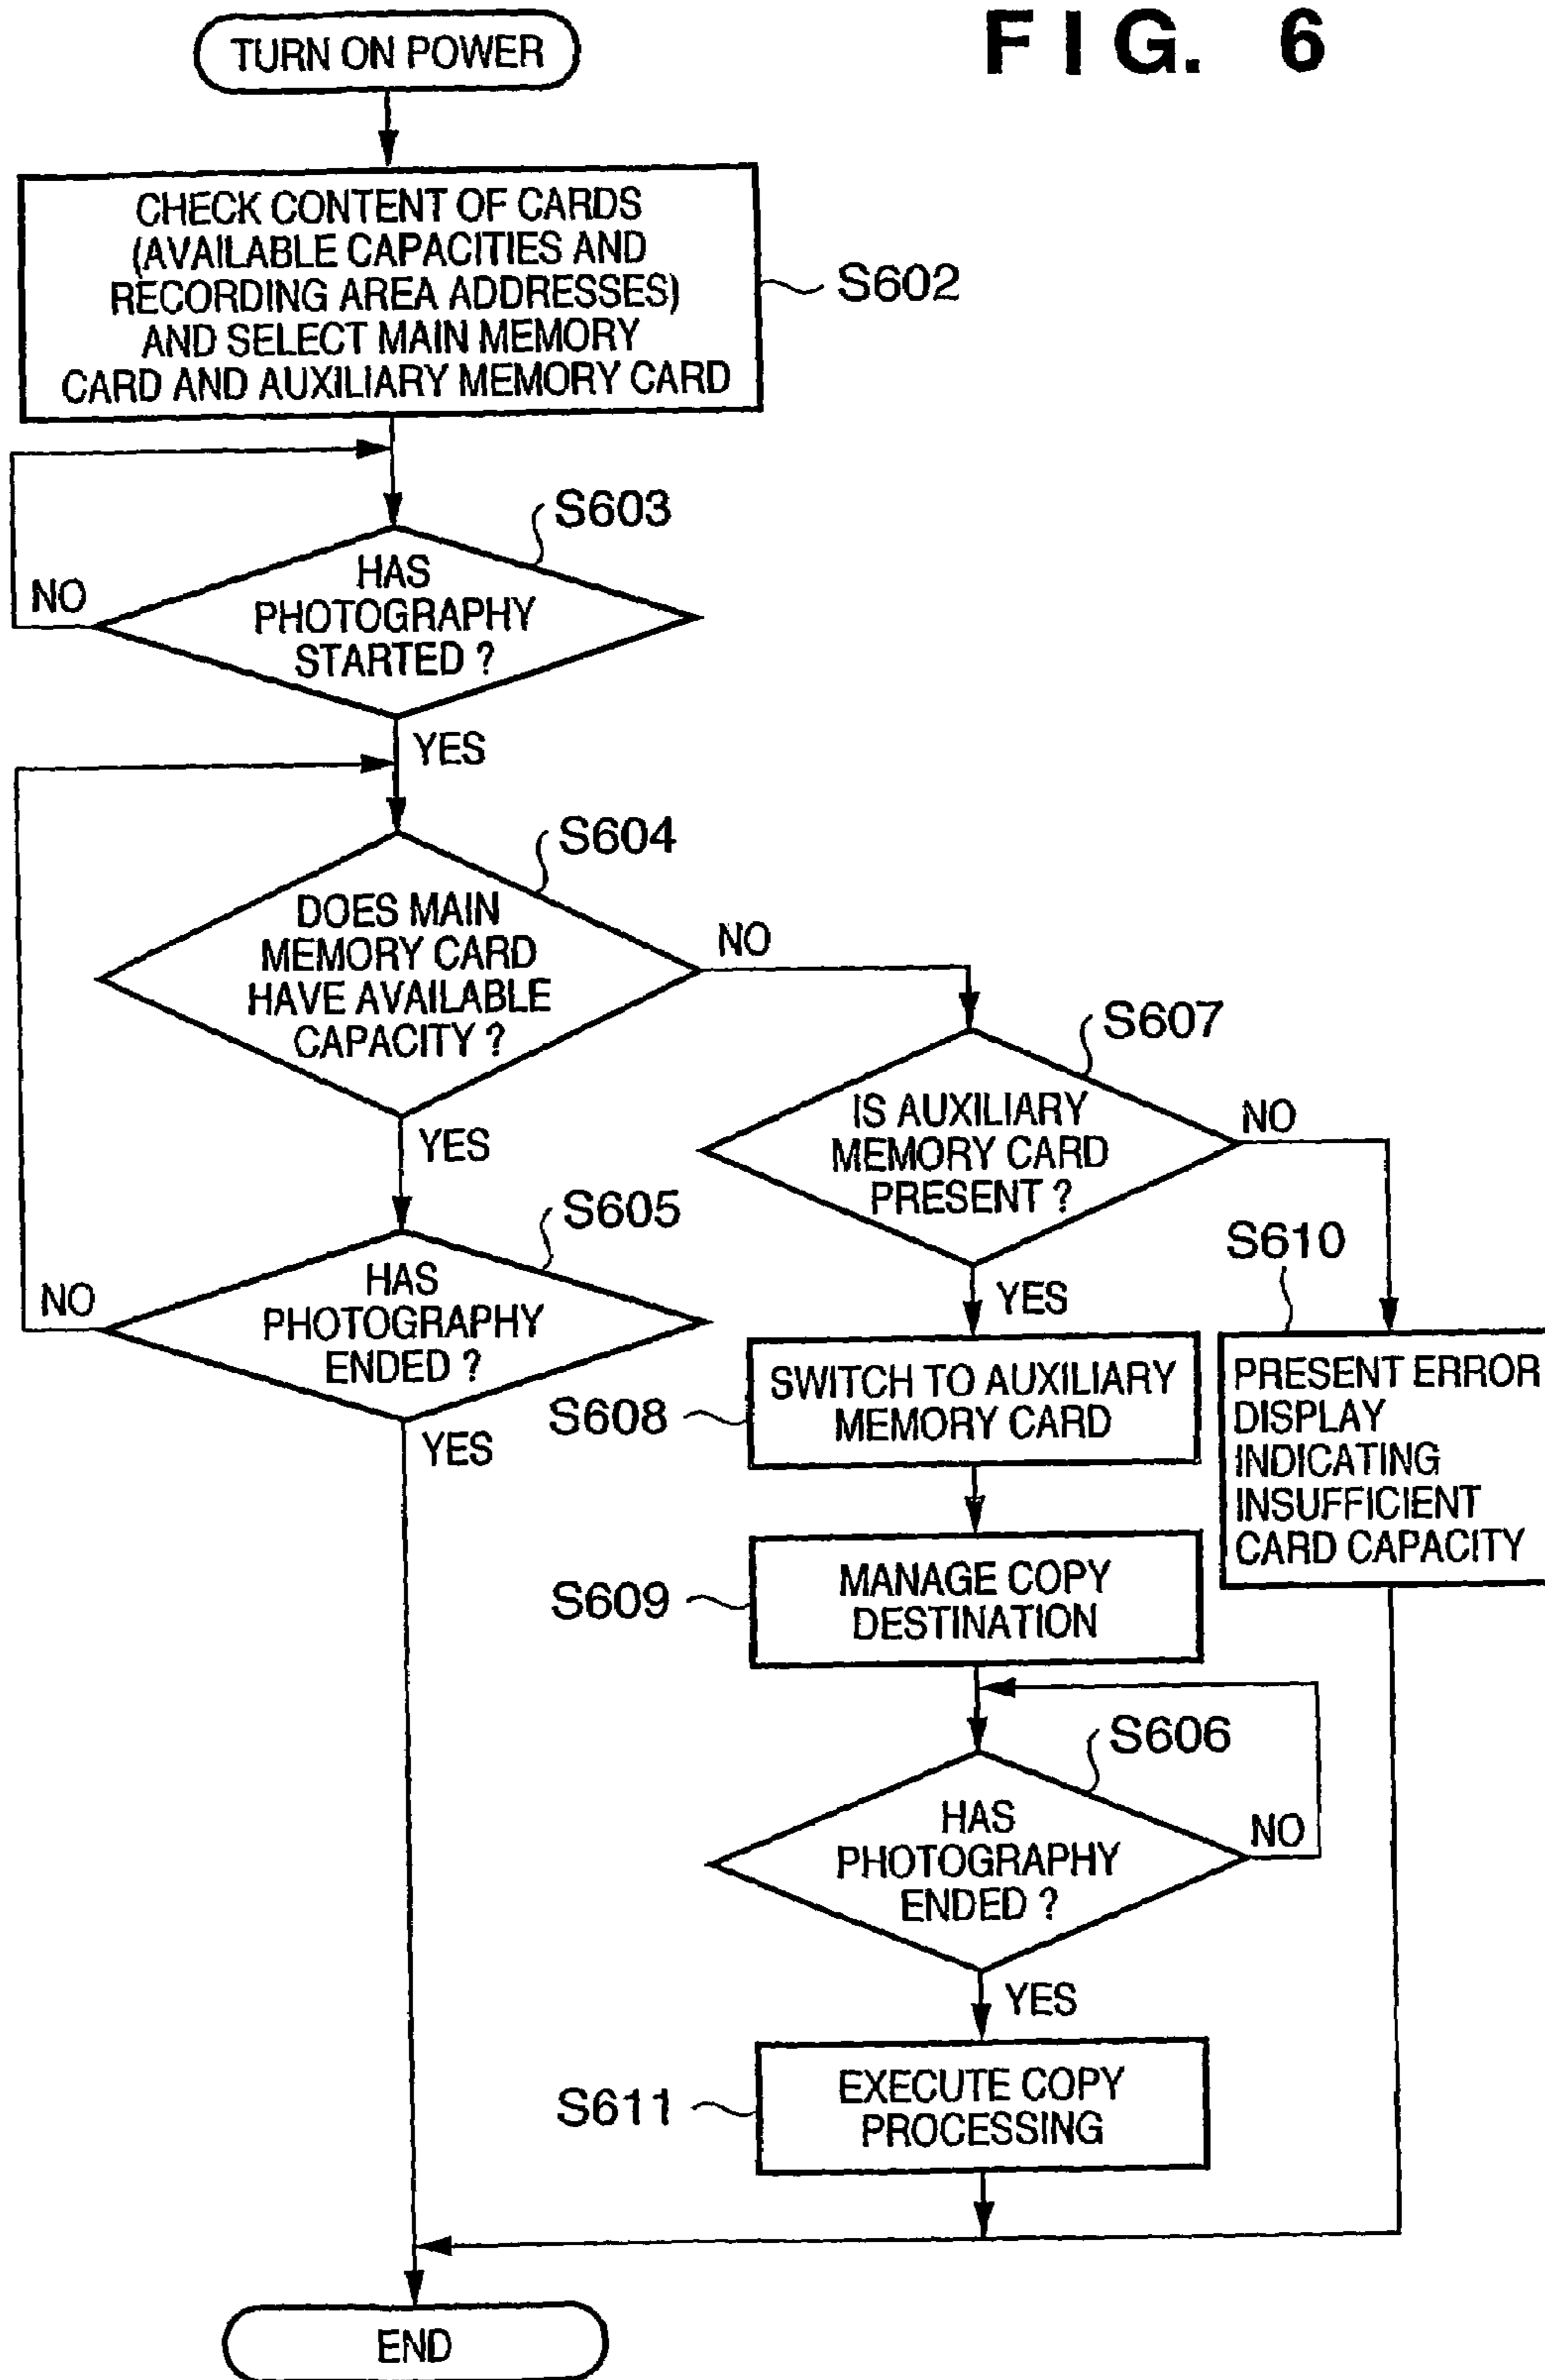 FIG. 6
TURN ON POWER
CHECK CONTENT OF CARDS
(AVAILABLE CAPACITIES AND
RECORDING AREA ADDRESSES)
AND SELECT MAIN MEMORY
CARD AND AUXILIARY MEMORY CARD
S602
S603
HAS
PHOTOGRAPHY
STARTED ?
NO
YES
S604
DOES MAIN
MEMORY CARD
HAVE AVAILABLE
CAPACITY ?
NO
YES
S607
IS AUXILIARY
MEMORY CARD
PRESENT ?
NO
YES
S605
HAS
PHOTOGRAPHY
ENDED ?
NO
YES
S610
PRESENT ERROR
DISPLAY
INDICATING
INSUFFICIENT
CARD CAPACITY
S608
SWITCH TO AUXILIARY
MEMORY CARD
S609
MANAGE COPY
DESTINATION
S606
HAS
PHOTOGRAPHY
ENDED ?
NO
YES
S611
EXECUTE COPY
PROCESSING
END